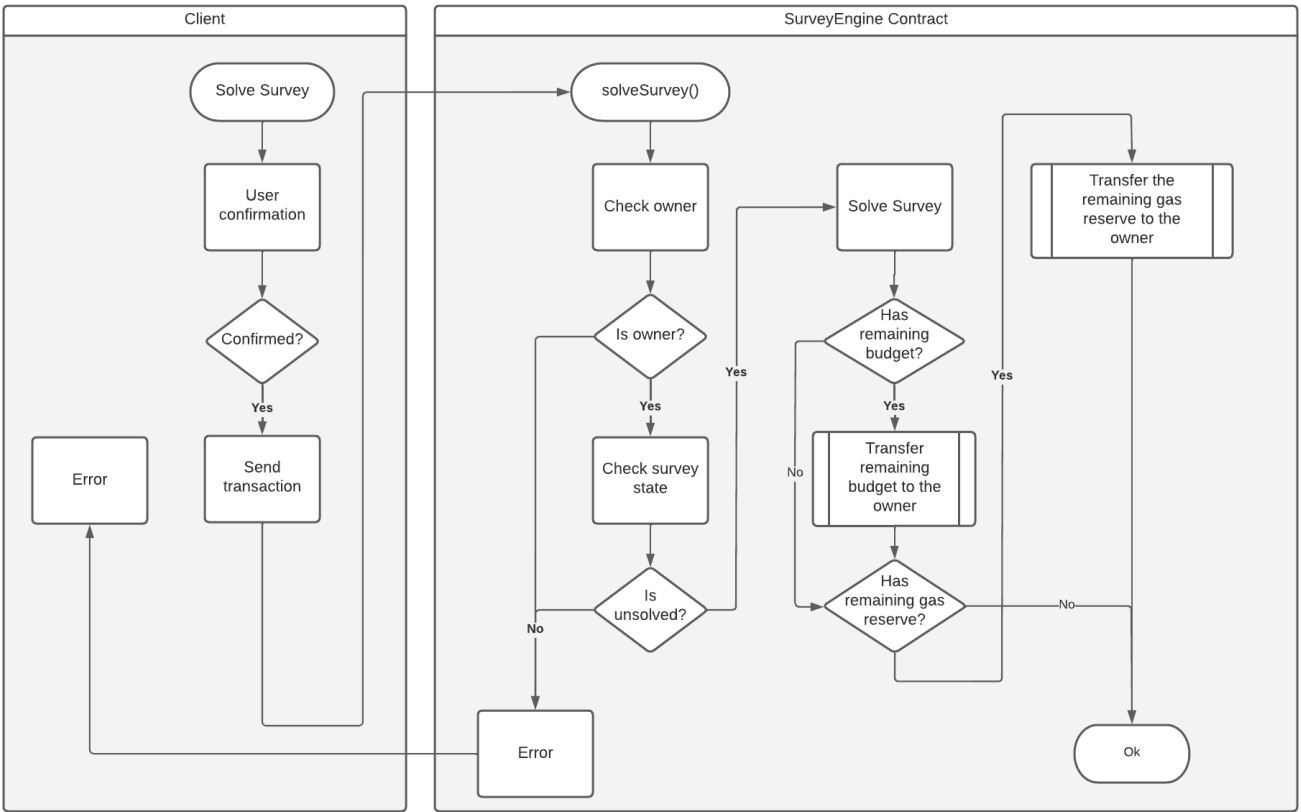 Client
Solve Survey
User
confirmation
Confirmed?
Yes
Send
transaction
Error
SurveyEngine Contract
solveSurvey()
Check owner
Is owner?
Yes
Check survey
state
Is
unsolved?
No
Error
Yes
Solve Survey
Has
remaining
budget?
Yes
No
Transfer
remaining
budget to the
owner
Has
remaining gas
reserve?
Yes
No
Transfer the
remaining gas
reserve to the
owner
Ok